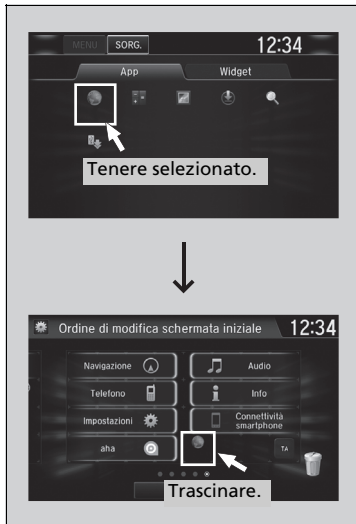 MENU SORG. 12:34
App Widget
Tenere selezionato.
Ordine di modifica schermata iniziale 12:34
Navigazione Audio
Telefono Info
Impostazioni Connettività smartphone
aha TA
Trascinare.